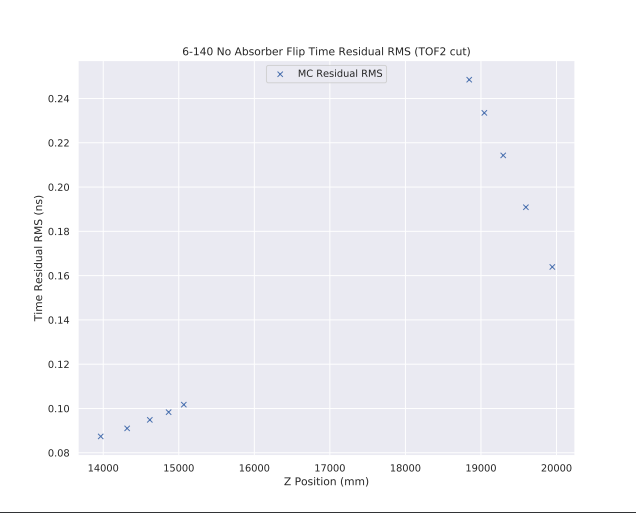 6-140 No Absorber Flip Time Residual RMS (TOF2 cut)
MC Residual RMS
0.24
0.22
0.20
0.18
0.16
0.14
0.12
0.10
0.08
Time Residual RMS (ns)
14000 15000 16000 17000 18000 19000 20000
Z Position (mm)